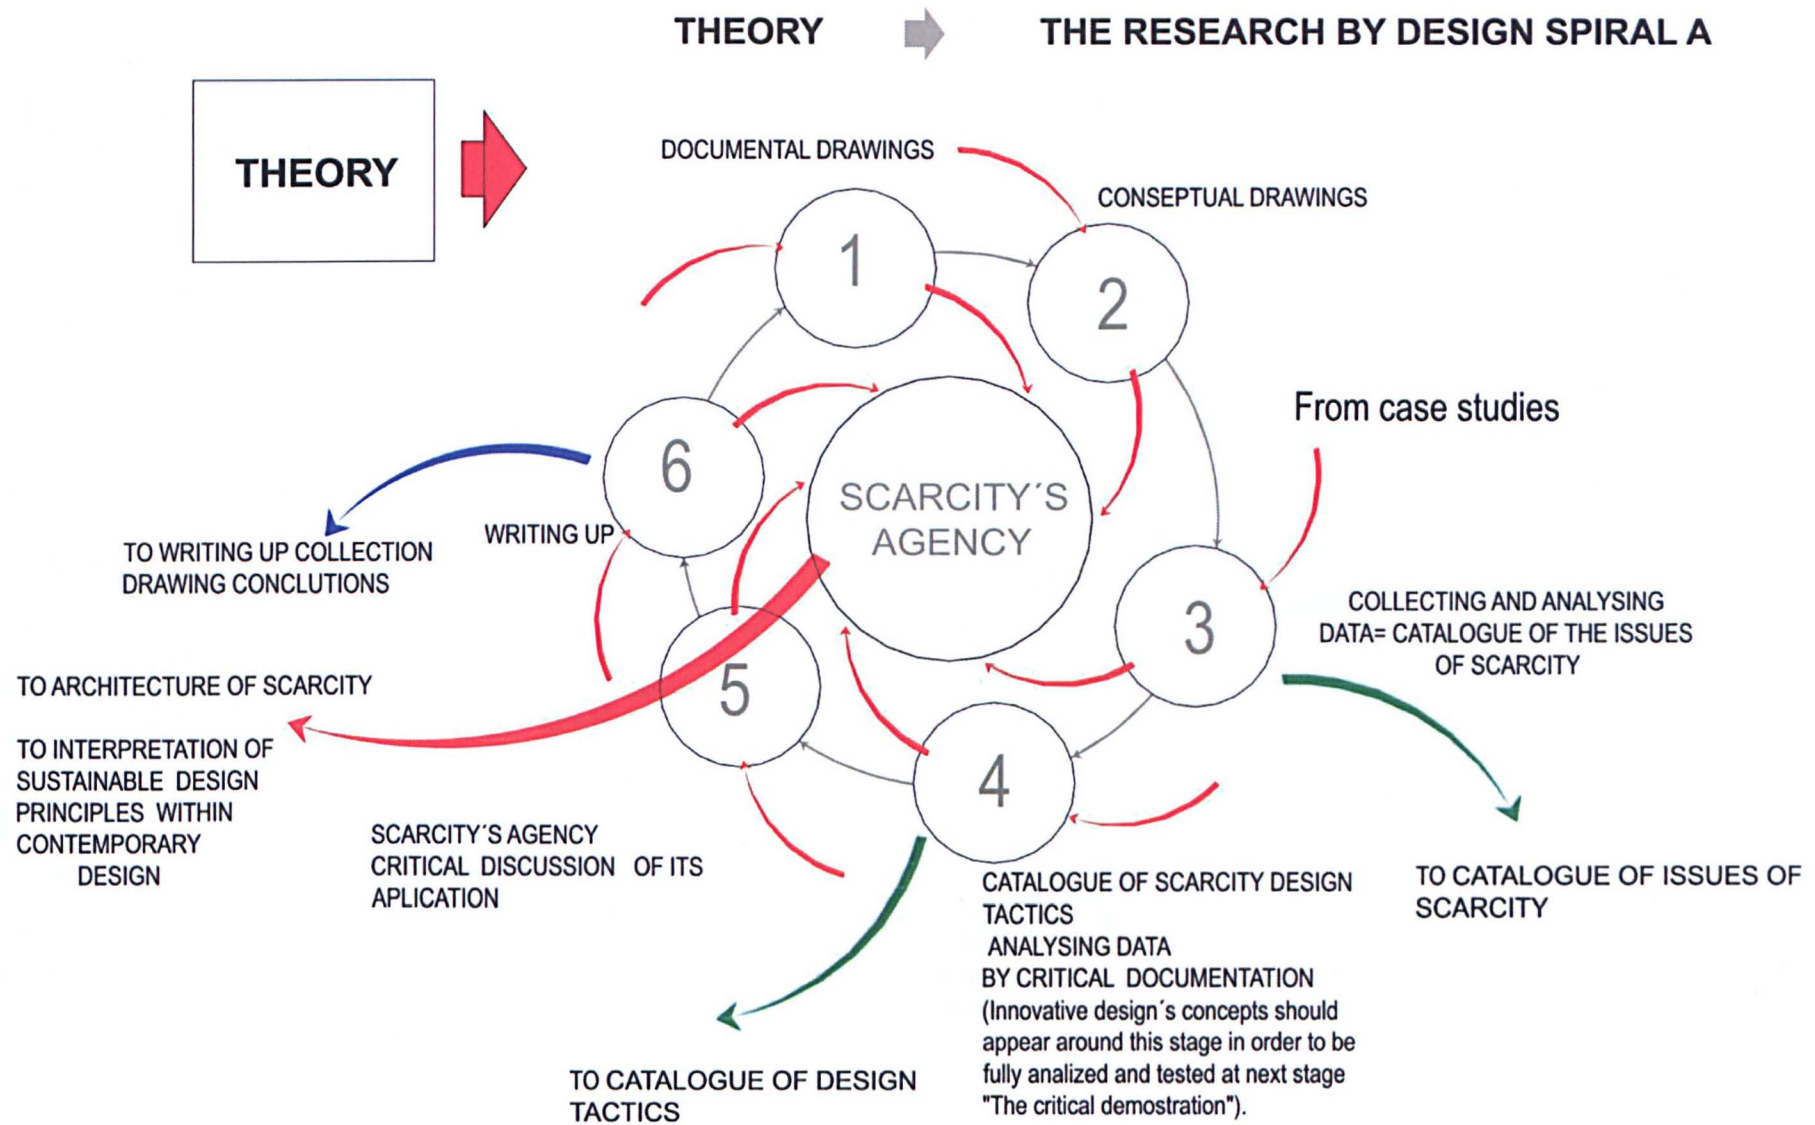 THEORY
THE RESEARCH BY DESIGN SPIRAL A
THEORY
DOCUMENTAL DRAWINGS
CONSEPTUAL DRAWINGS
1
2
From case studies
6
SCARCITY´S
AGENCY
WRITING UP
TO WRITING UP COLLECTION
DRAWING CONCLUTIONS
3
COLLECTING AND ANALYSING
DATA= CATALOGUE OF THE ISSUES
OF SCARCITY
5
TO ARCHITECTURE OF SCARCITY
TO INTERPRETATION OF
SUSTAINABLE DESIGN
PRINCIPLES WITHIN
CONTEMPORARY
DESIGN
4
SCARCITY´S AGENCY
CRITICAL DISCUSSION OF ITS
APLICATION
CATALOGUE OF SCARCITY DESIGN
TACTICS
ANALYSING DATA
BY CRITICAL DOCUMENTATION
(Innovative design´s concepts should
appear around this stage in order to be
fully analized and tested at next stage
"The critical demostration").
TO CATALOGUE OF ISSUES OF
SCARCITY
TO CATALOGUE OF DESIGN
TACTICS